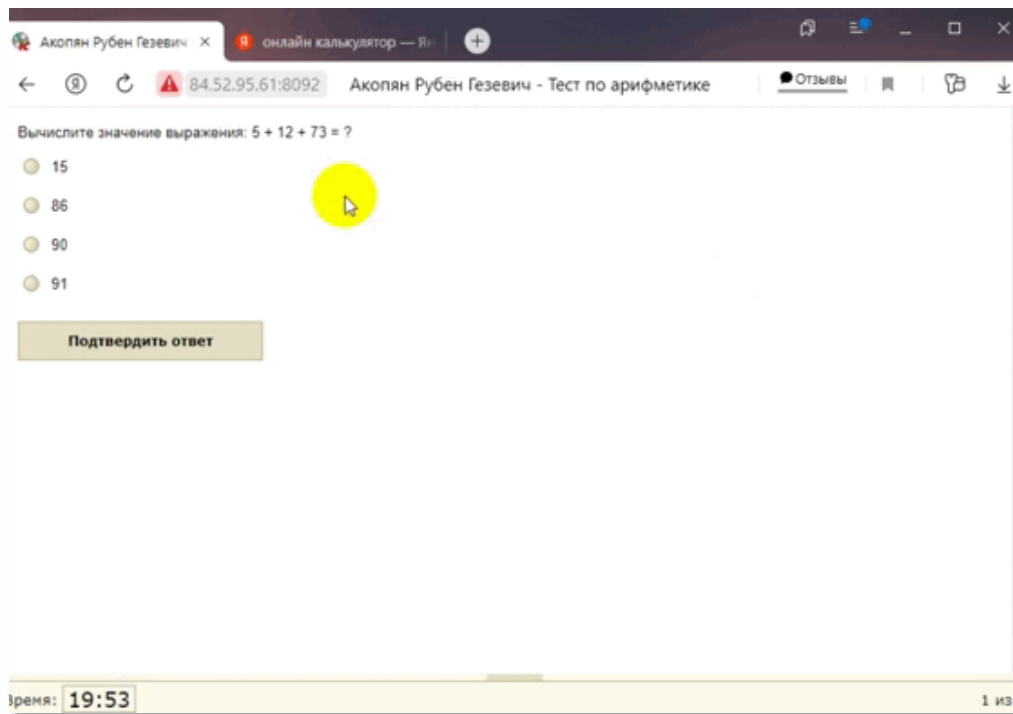 Акопян Рубен Гезевич
онлайн калькулятор —
84.52.95.61:8092 Акопян Рубен Гезевич - Тест по арифметике Отзывы
Вычислите значение выражения: 5 + 12 + 73 = ?
15
86
90
91
Подтвердить ответ
Время: 19:53
1 из